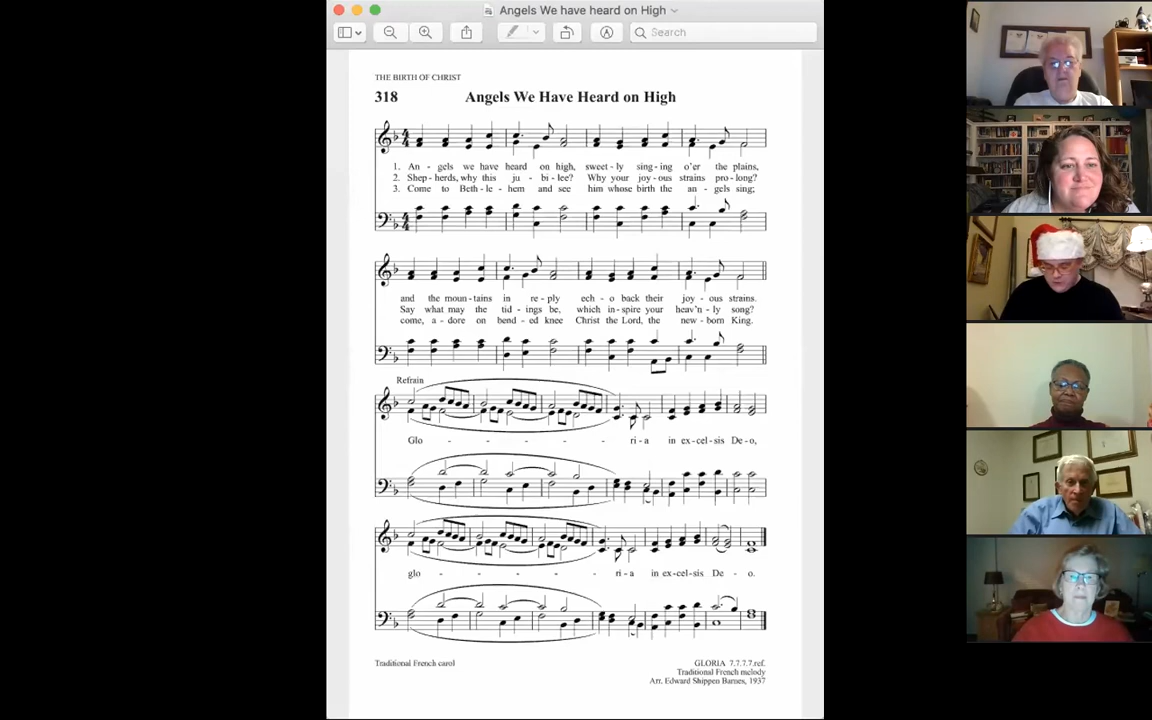 Angels We have heard on High
Search
THE BIRTH OF CHRIST
318 Angels We Have Heard on High
1. An - gels we have heard on high, sweet - ly sing - ing o'er the plains,
2. Shep - herds, why this ju - bi - lee? Why your joy - ous strains pro - long?
3. Come to Beth - le - hem and see him whose birth the an - gels sing;
and the moun - tains in re - ply ech - o back their joy - ous strains.
Say what may the tid - ings be, which in - spire your heav'n - ly song?
come, a - dore on bend - ed knee Christ the Lord, the new - born King.
Refrain
Glo - - - - - ri - a in ex - cel - sis De - o,
glo - - - - - ri - a in ex - cel - sis De - o.
Traditional French carol
GLORIA 7.7.7.7.ref.
Traditional French melody
Arr. Edward Shippen Barnes, 1937